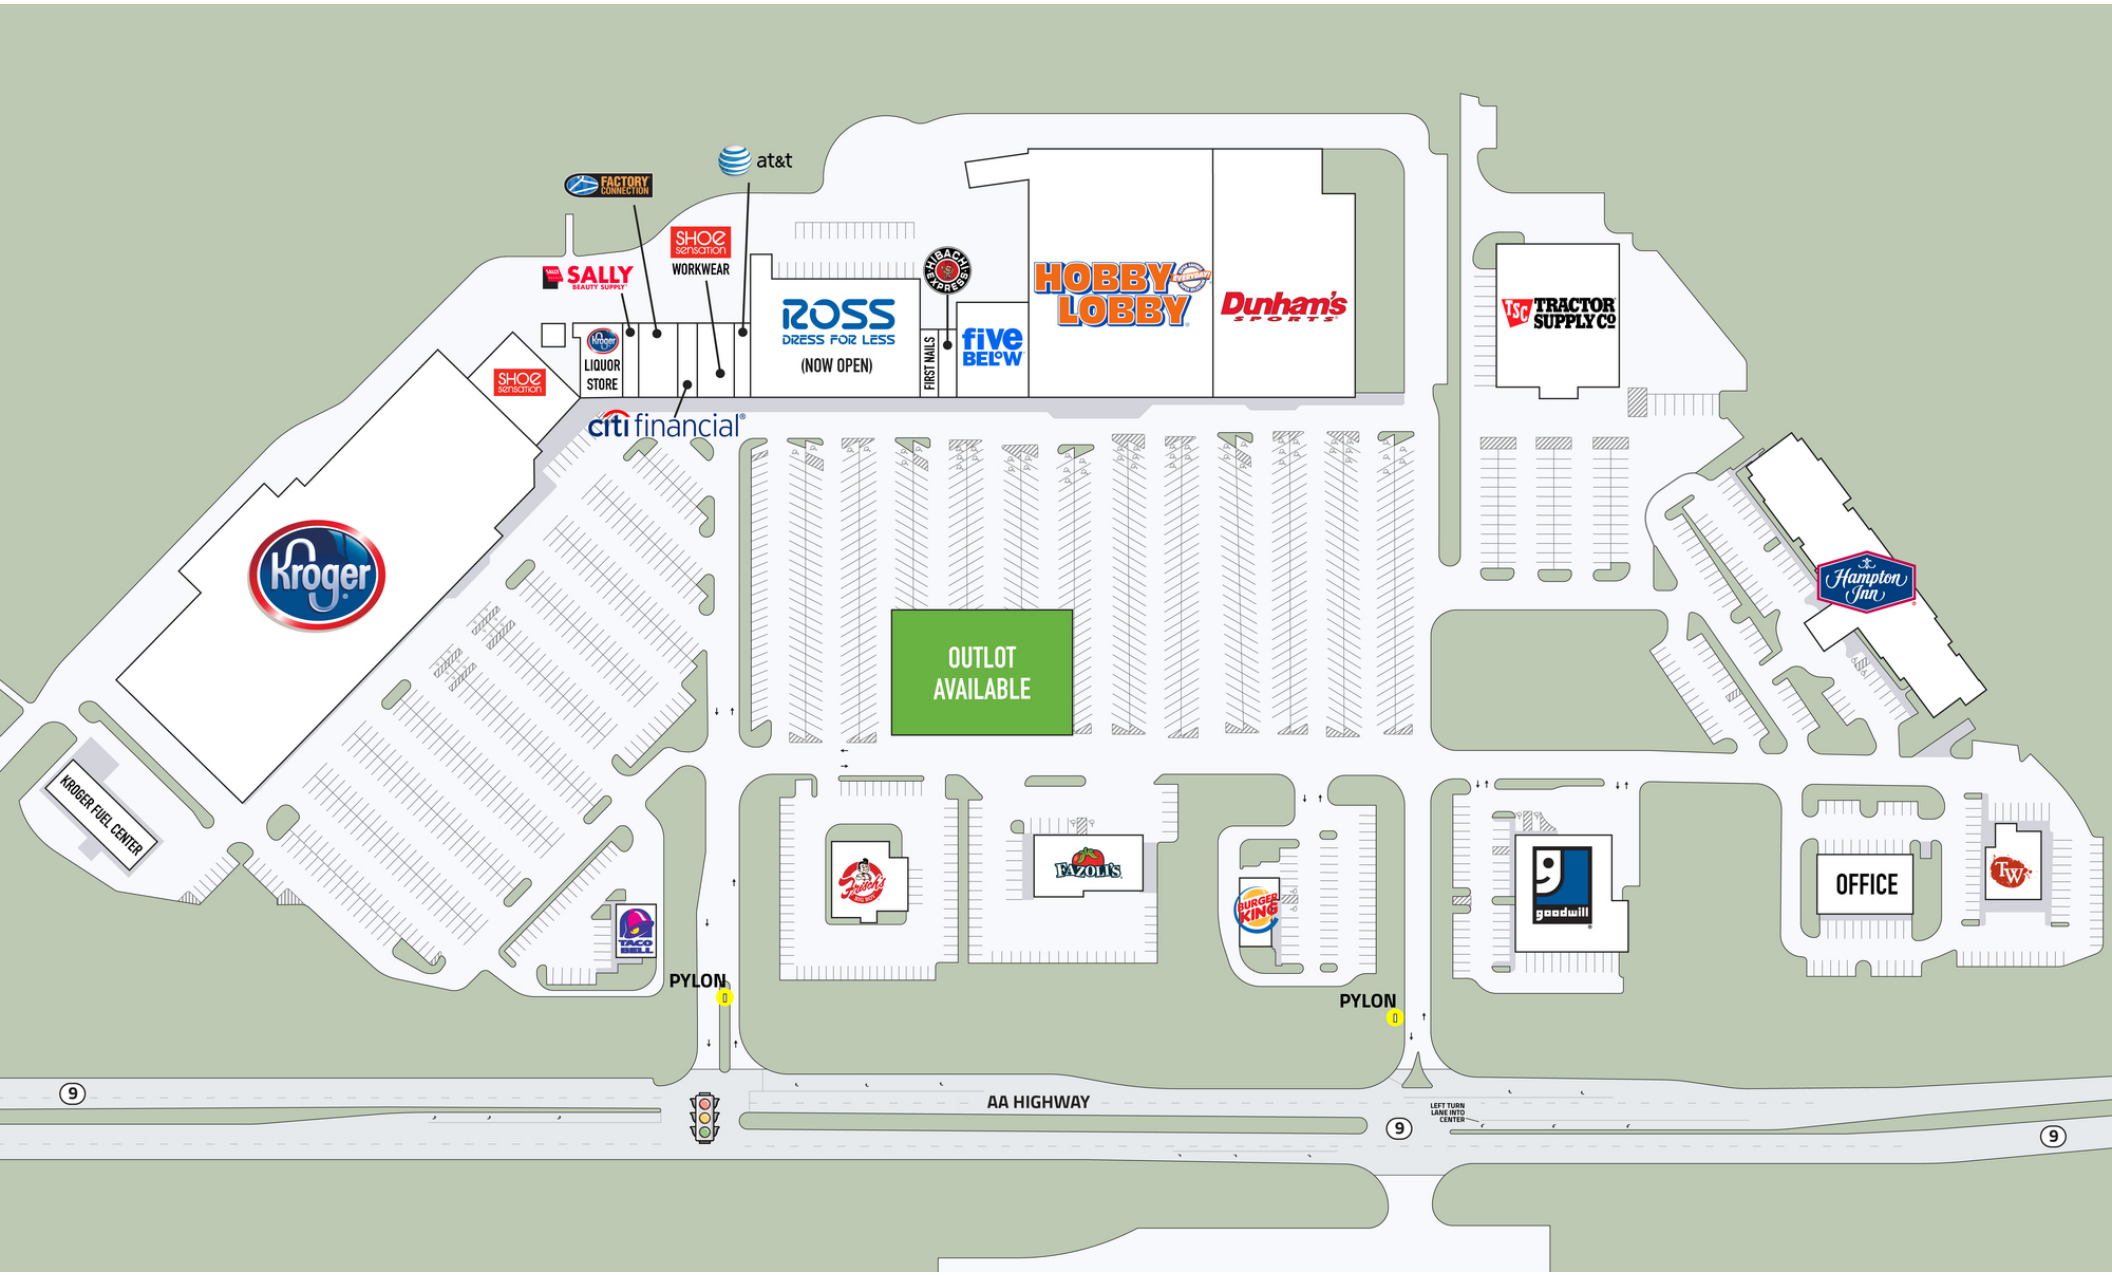 at&t
FACTORY
CONNECTION
SHOE
sensation
WORKWEAR
SALLY
BEAUTY SUPPLY
HIBACHI
EXPRESS
HOBBY
LOBBY
Dunham's
SPORTS
TSC TRACTOR
SUPPLY CO
ROSS
DRESS FOR LESS
(NOW OPEN)
FIRST NAILS
five
BELOW
Kroger
LIQUOR
STORE
SHOE
sensation
citifinancial
Kroger
Hampton
Inn
OUTLOT
AVAILABLE
KROGER FUEL CENTER
Frisch's
BIG BOY
FAZOLI'S
BURGER
KING
goodwill
OFFICE
TW
TACO
BELL
PYLON
PYLON
9
AA HIGHWAY
LEFT TURN
LANE INTO
CENTER
9
9